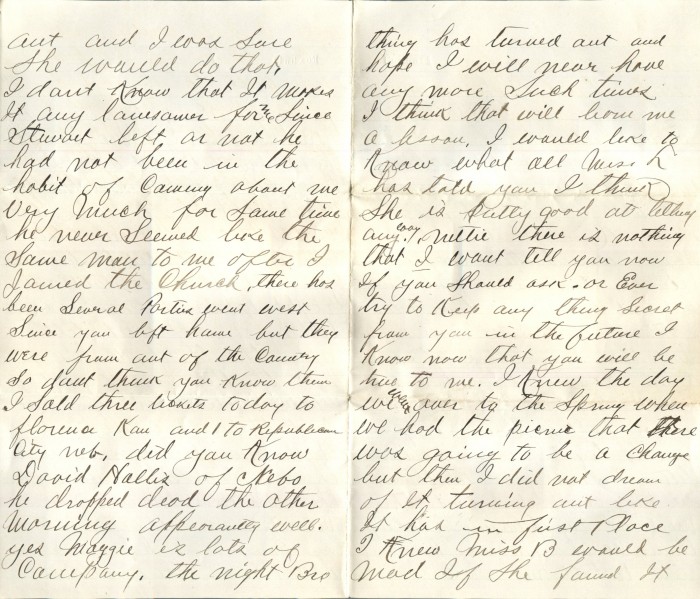 out and I was sure
She would do that,
I dont Know that It makes
It any lonesomer for me Since
Stuart left or not he
had not been in the
habit of Coming about me
Very Much for Some time
he never Seemed like the
Same man to me after I
Joined the Church, there has
been Several Parties went west
Since you left home but they
were from out of the Country
So dont think you Know them
I Sold three tickets today to
florence Kan and 1 to Republican
City neb, did you Know
David Nallis of Nebo,
he dropped dead the other
Morning appearantly well.
yes Maggie is lots of
Company. the night Bro
thing has turned out and
hope I will never have
any more Such times
I think that will learn me
a lesson, I would like to
Know what all Miss L
has told you I think
She is Pretty good at telling
any. Nettie there is nothing
that I want tell you now
If you Should ask. or Ever
try to Keep any thing Secret
from you in the future I
Know now that you will be
true to me. I Knew the day
we over to the Spring when
we had the picnic that there
was going to be a Change
but then I did not dream
of It turning out like
It has in first Place
I Knew Miss B would be
mad If She found It